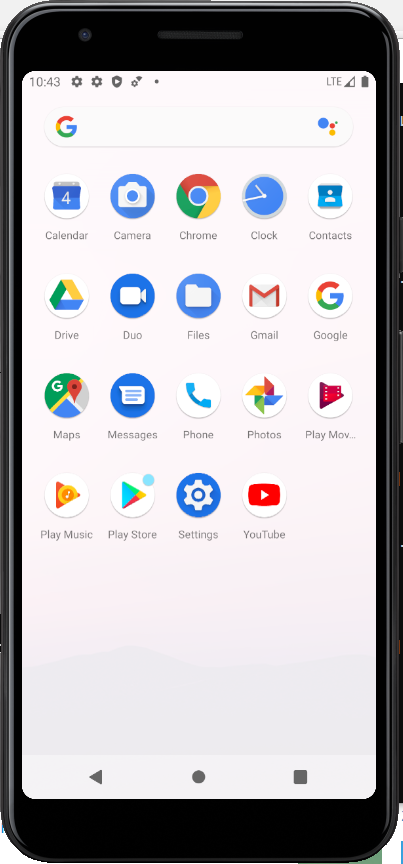 10:43 LTE
G
4
Calendar Camera Chrome Clock Contacts
Drive Duo Files Gmail Google
G
Maps Messages Phone Photos Play Mov...
Play Music Play Store Settings YouTube